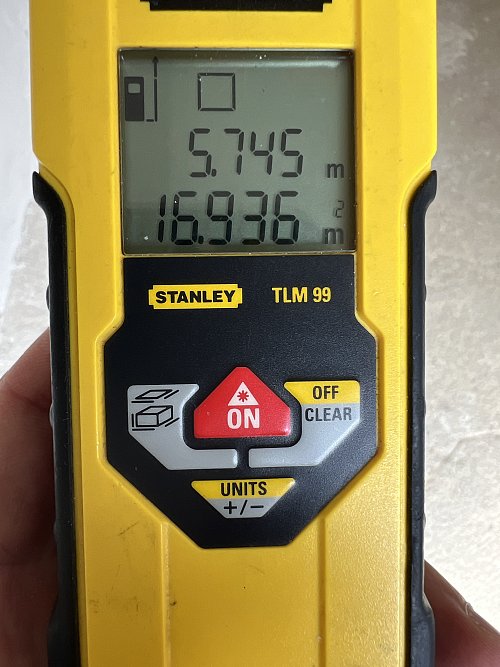 5.745 m
16.936 m²
STANLEY TLM 99
ON
OFF
CLEAR
UNITS
+/−